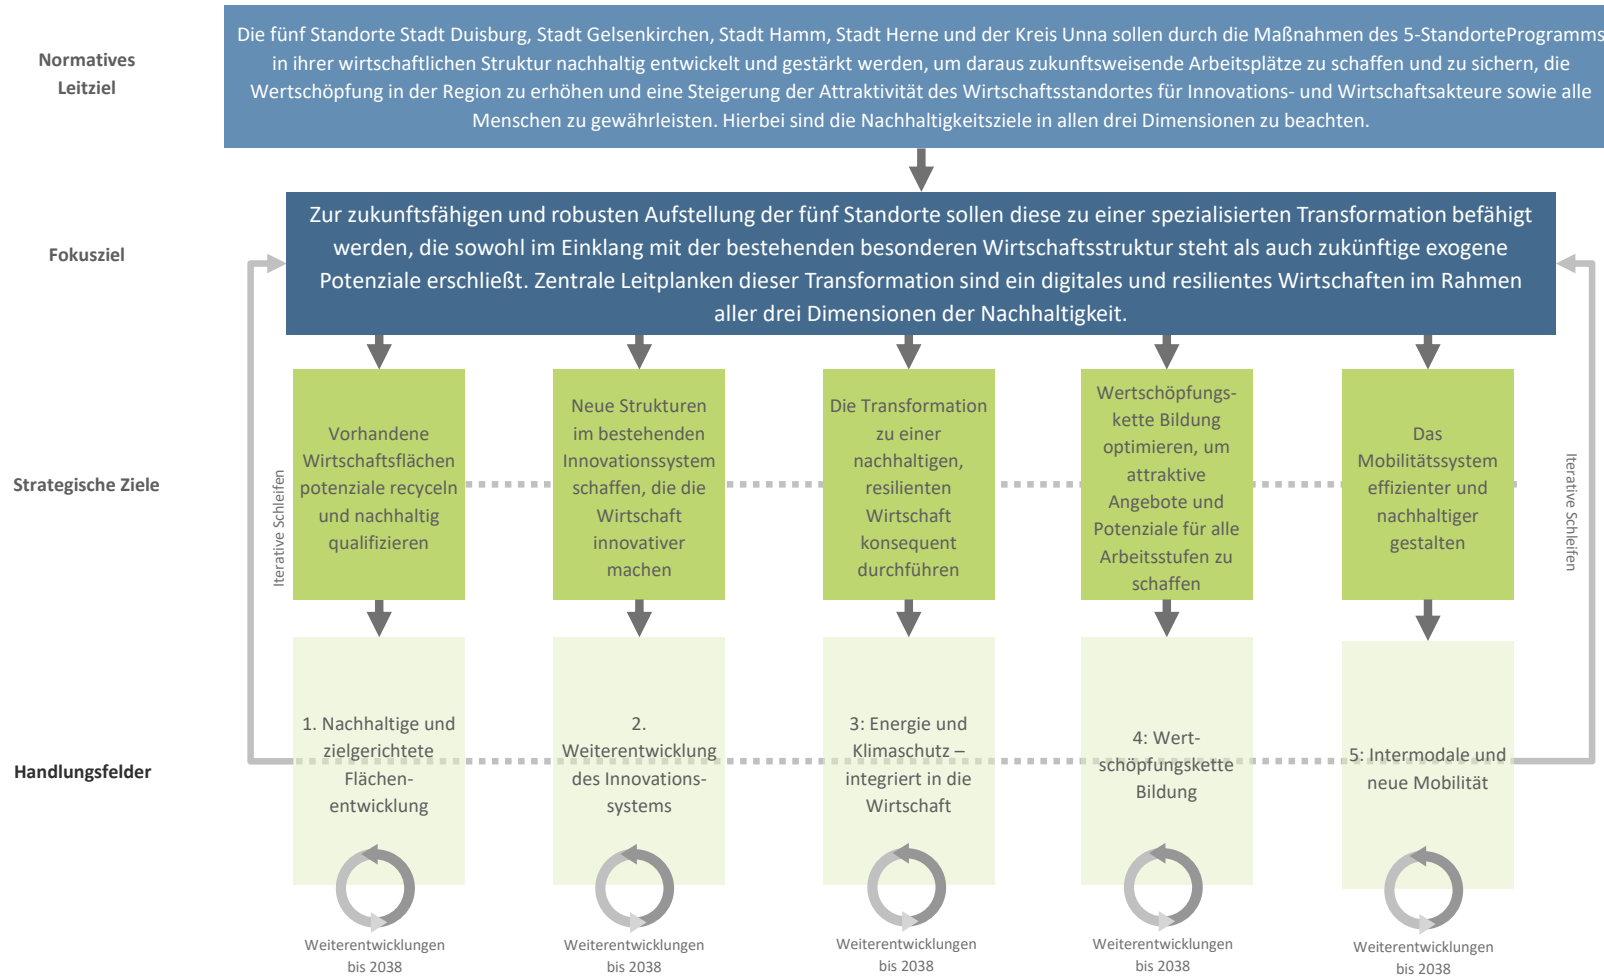 Normatives
Leitziel
Die fünf Standorte Stadt Duisburg, Stadt Gelsenkirchen, Stadt Hamm, Stadt Herne und der Kreis Unna sollen durch die Maßnahmen des 5-StandorteProgramms
in ihrer wirtschaftlichen Struktur nachhaltig entwickelt und gestärkt werden, um daraus zukunftsweisende Arbeitsplätze zu schaffen und zu sichern, die
Wertschöpfung in der Region zu erhöhen und eine Steigerung der Attraktivität des Wirtschaftsstandortes für Innovations- und Wirtschaftsakteure sowie alle
Menschen zu gewährleisten. Hierbei sind die Nachhaltigkeitsziele in allen drei Dimensionen zu beachten.
Fokusziel
Zur zukunftsfähigen und robusten Aufstellung der fünf Standorte sollen diese zu einer spezialisierten Transformation befähigt
werden, die sowohl im Einklang mit der bestehenden besonderen Wirtschaftsstruktur steht als auch zukünftige exogene
Potenziale erschließt. Zentrale Leitplanken dieser Transformation sind ein digitales und resilientes Wirtschaften im Rahmen
aller drei Dimensionen der Nachhaltigkeit.
Strategische Ziele
Iterative Schleifen
Vorhandene
Wirtschaftsflächen
potenziale recyceln
und nachhaltig
qualifizieren
Neue Strukturen
im bestehenden
Innovationssystem
schaffen, die die
Wirtschaft
innovativer
machen
Die Transformation
zu einer
nachhaltigen,
resilienten
Wirtschaft
konsequent
durchführen
Wertschöpfungs-
kette Bildung
optimieren, um
attraktive
Angebote und
Potenziale für alle
Arbeitsstufen zu
schaffen
Das
Mobilitätssystem
effizienter und
nachhaltiger
gestalten
Iterative Schleifen
Handlungsfelder
1. Nachhaltige und
zielgerichtete
Flächen-
entwicklung
2.
Weiterentwicklung
des Innovations-
systems
3: Energie und
Klimaschutz –
integriert in die
Wirtschaft
4: Wert-
schöpfungskette
Bildung
5: Intermodale und
neue Mobilität
Weiterentwicklungen
bis 2038
Weiterentwicklungen
bis 2038
Weiterentwicklungen
bis 2038
Weiterentwicklungen
bis 2038
Weiterentwicklungen
bis 2038